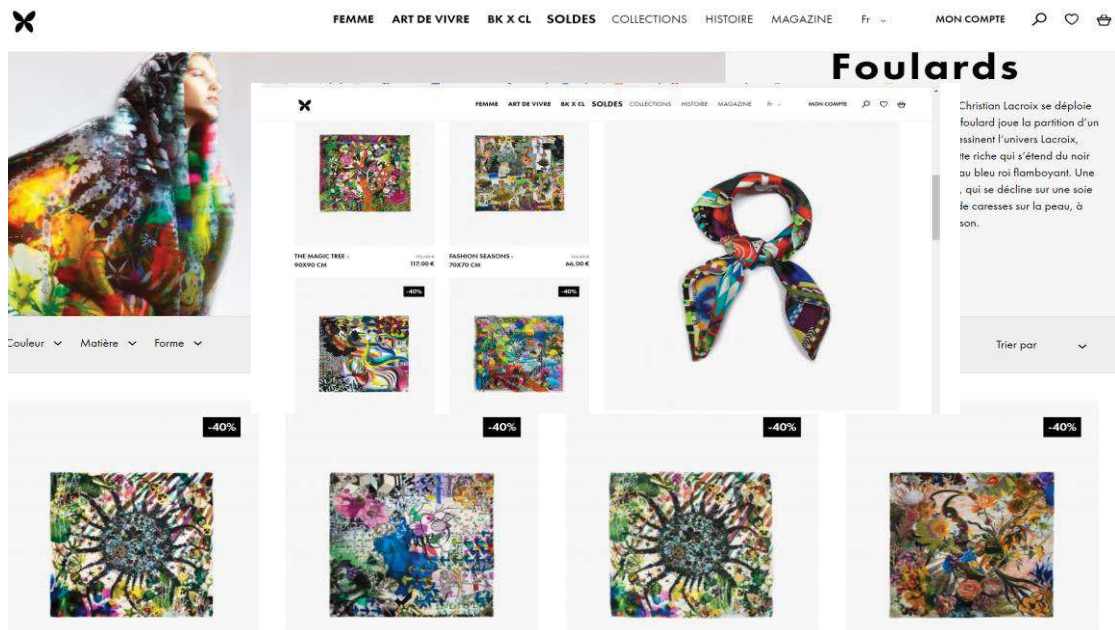 FEMME ART DE VIVRE BK X CL SOLDES COLLECTIONS HISTOIRE MAGAZINE Fr MON COMPTE
Foulards
Christian Lacroix se déploie
foulard joue la partition d'un
essinent l'univers Lacroix,
tte riche qui s'étend du noir
au bleu roi flamboyant. Une
, qui se décline sur une soie
de caresses sur la peau, à
son.
FEMME ART DE VIVRE BK X CL SOLDES COLLECTIONS HISTOIRE MAGAZINE Fr MON COMPTE
THE MAGIC TREE -
90X90 CM 117,00 €
FASHION SEASONS -
70X70 CM 66,00 €
-40% -40%
Couleur Matière Forme Trier par
-40% -40% -40% -40%